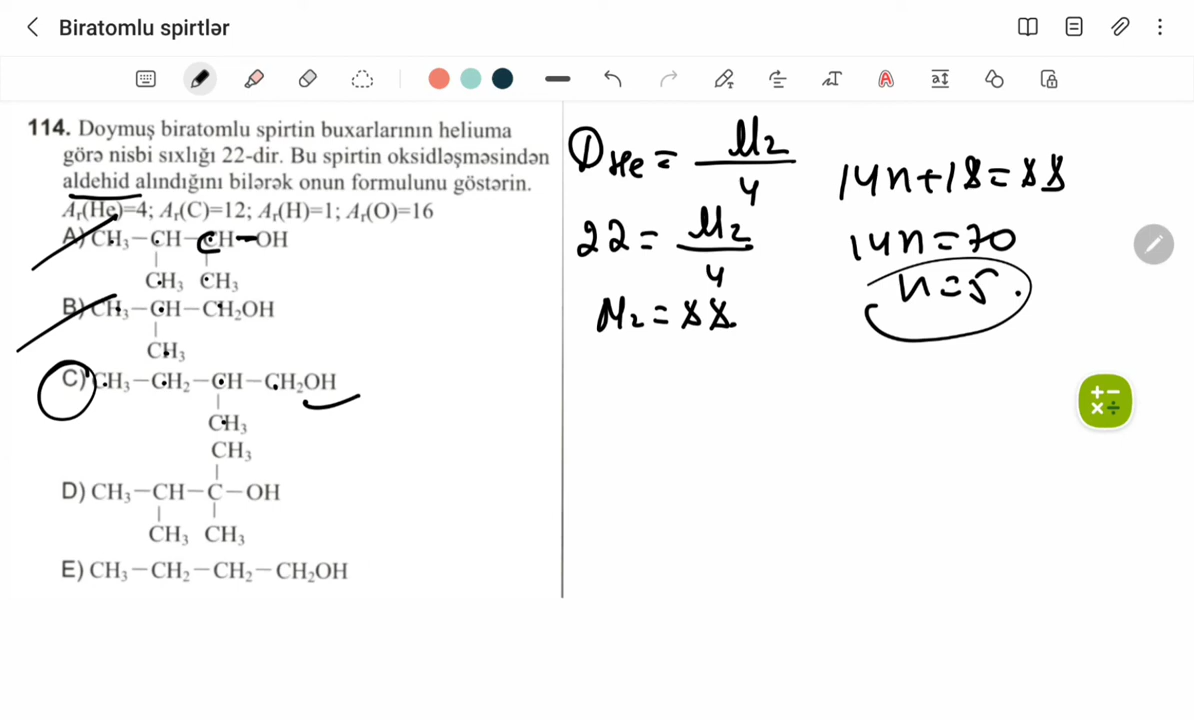 Biratomlu spirtlər
114. Doymuş biratomlu spirtin buxarlarının heliuma
görə nisbi sıxlığı 22-dir. Bu spirtin oksidləşməsindən
aldehid alındığını bilərək onun formulunu göstərin.
Aᵣ(He)=4; Aᵣ(C)=12; Aᵣ(H)=1; Aᵣ(O)=16
A) CH₃−CH−CH−OH
| |
CH₃ CH₃
B) CH₃−CH−CH₂OH
|
CH₃
C) CH₃−CH₂−CH−CH₂OH
|
CH₃
CH₃
|
D) CH₃−CH−C−OH
| |
CH₃ CH₃
E) CH₃−CH₂−CH₂−CH₂OH
D He = M₂/4
22 = M₂/4
M₂ = 88
14n+18=88
14n=70
n=5.